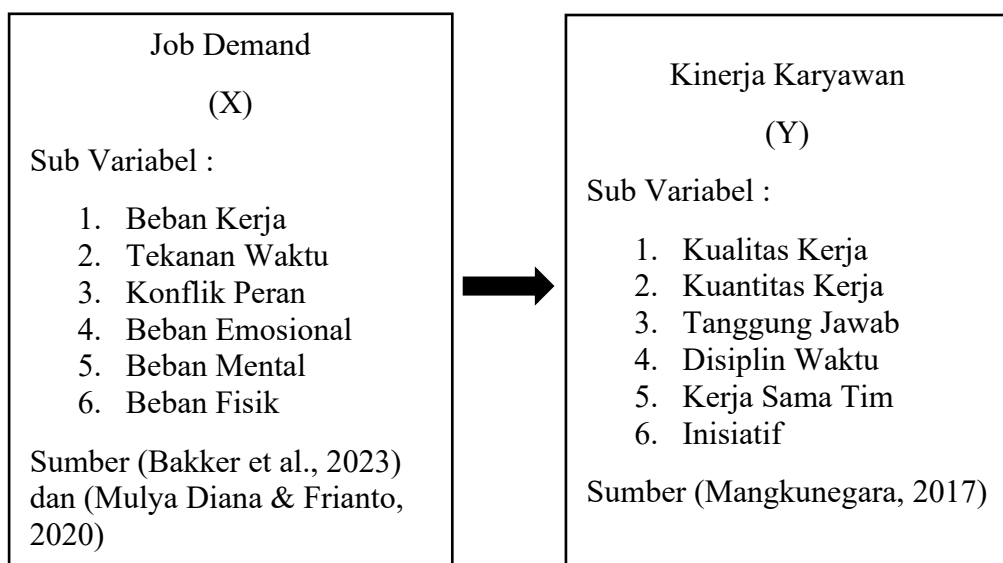 Job Demand
(X)
Sub Variabel :
1. Beban Kerja
2. Tekanan Waktu
3. Konflik Peran
4. Beban Emosional
5. Beban Mental
6. Beban Fisik
Sumber (Bakker et al., 2023)
dan (Mulya Diana & Frianto,
2020)
Kinerja Karyawan
(Y)
Sub Variabel :
1. Kualitas Kerja
2. Kuantitas Kerja
3. Tanggung Jawab
4. Disiplin Waktu
5. Kerja Sama Tim
6. Inisiatif
Sumber (Mangkunegara, 2017)